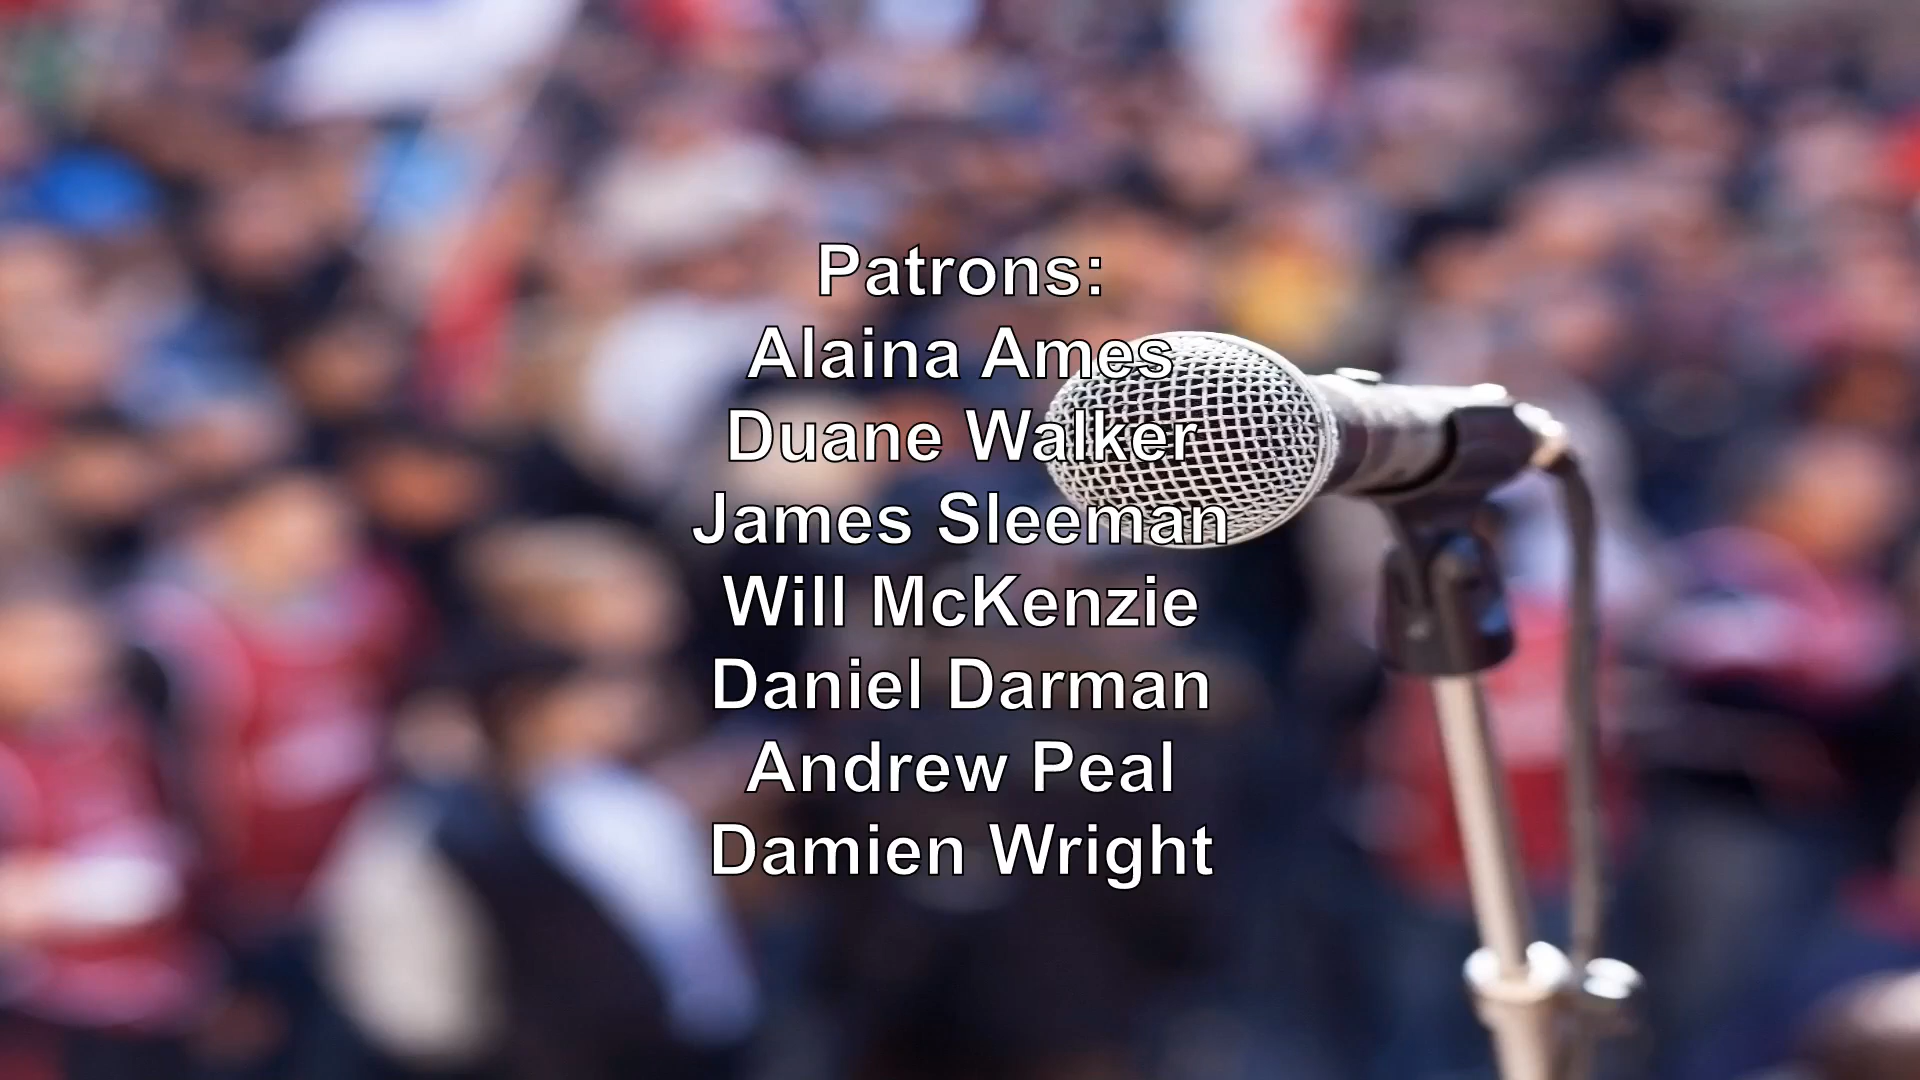 Patrons:
Alaina Ames
Duane Walker
James Sleeman
Will McKenzie
Daniel Darman
Andrew Peal
Damien Wright